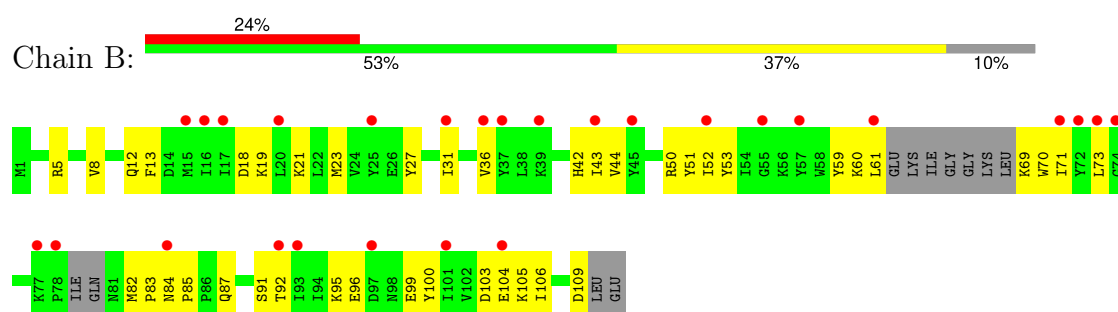 24%
Chain B:
53% 37% 10%
M1 R5 V8 Q12 F13 D14 M15 I16 I17 D18 K19 L20 K21 L22 M23 V24 Y25 E26 Y27 I31 V36 Y37 L38 K39 H42 I43 V44 Y45 R50 Y51 I52 Y53 I54 G55 K56 Y57 W58 Y59 K60 L61 GLU LYS ILE GLY GLY LYS LEU K69 W70 I71 Y72 L73
K77 P78 ILE GLN N81 M82 P83 N84 P85 P86 Q87 S91 T92 I93 I94 K95 E96 D97 N98 E99 Y100 I101 V102 D103 E104 K105 I106 D109 LEU GLU